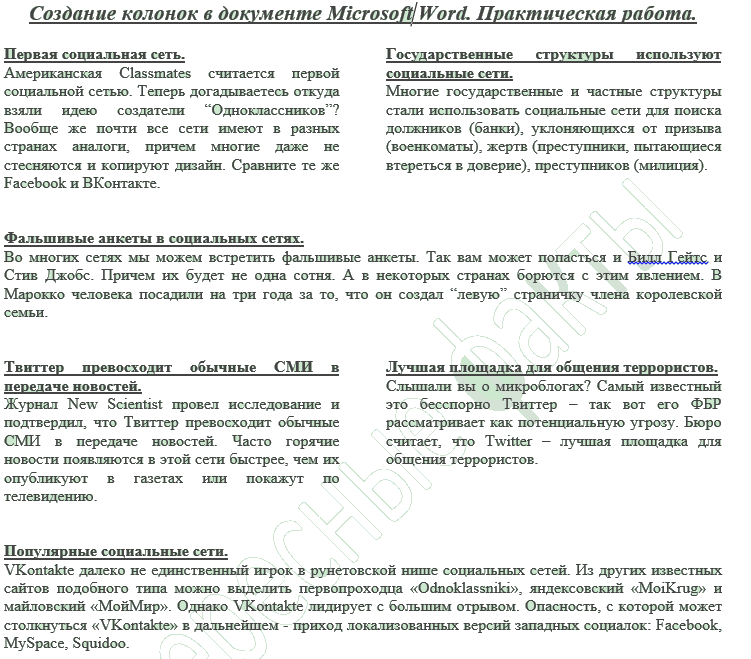 Создание колонок в документе Microsoft Word. Практическая работа.
Первая социальная сеть.
Американская Classmates считается первой
социальной сетью. Теперь догадываетесь откуда
взяли идею создатели “Одноклассников”?
Вообще же почти все сети имеют в разных
странах аналоги, причем многие даже не
стесняются и копируют дизайн. Сравните те же
Facebook и ВКонтакте.
Государственные структуры используют
социальные сети.
Многие государственные и частные структуры
стали использовать социальные сети для поиска
должников (банки), уклоняющихся от призыва
(военкоматы), жертв (преступники, пытающиеся
втереться в доверие), преступников (милиция).
Фальшивые анкеты в социальных сетях.
Во многих сетях мы можем встретить фальшивые анкеты. Так вам может попасться и Билл Гейтс и
Стив Джобс. Причем их будет не одна сотня. А в некоторых странах борются с этим явлением. В
Марокко человека посадили на три года за то, что он создал “левую” страничку члена королевской
семьи.
Твиттер превосходит обычные СМИ в
передаче новостей.
Журнал New Scientist провел исследование и
подтвердил, что Твиттер превосходит обычные
СМИ в передаче новостей. Часто горячие
новости появляются в этой сети быстрее, чем их
опубликуют в газетах или покажут по
телевидению.
Лучшая площадка для общения террористов.
Слышали вы о микроблогах? Самый известный
это бесспорно Твиттер – так вот его ФБР
рассматривает как потенциальную угрозу. Бюро
считает, что Twitter – лучшая площадка для
общения террористов.
Популярные социальные сети.
VKontakte далеко не единственный игрок в рунетовской нише социальных сетей. Из других известных
сайтов подобного типа можно выделить первопроходца «Odnoklassniki», яндексовский «MoiKrug» и
майловский «МойМир». Однако VKontakte лидирует с большим отрывом. Опасность, с которой может
столкнуться «VKontakte» в дальнейшем - приход локализованных версий западных социалок: Facebook,
MySpace, Squidoo.
факты